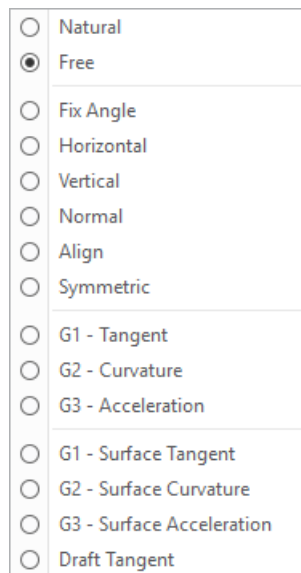 Natural
Free
Fix Angle
Horizontal
Vertical
Normal
Align
Symmetric
G1 - Tangent
G2 - Curvature
G3 - Acceleration
G1 - Surface Tangent
G2 - Surface Curvature
G3 - Surface Acceleration
Draft Tangent